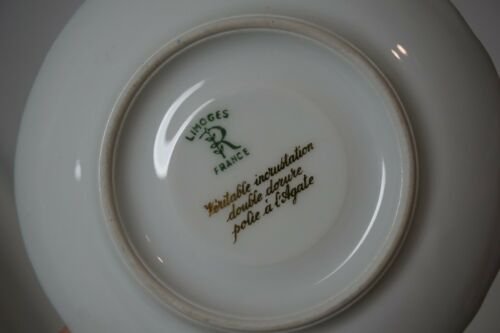 LIMOGES
R
FRANCE
Véritable incrustation
double dorure
polie à l'Agate